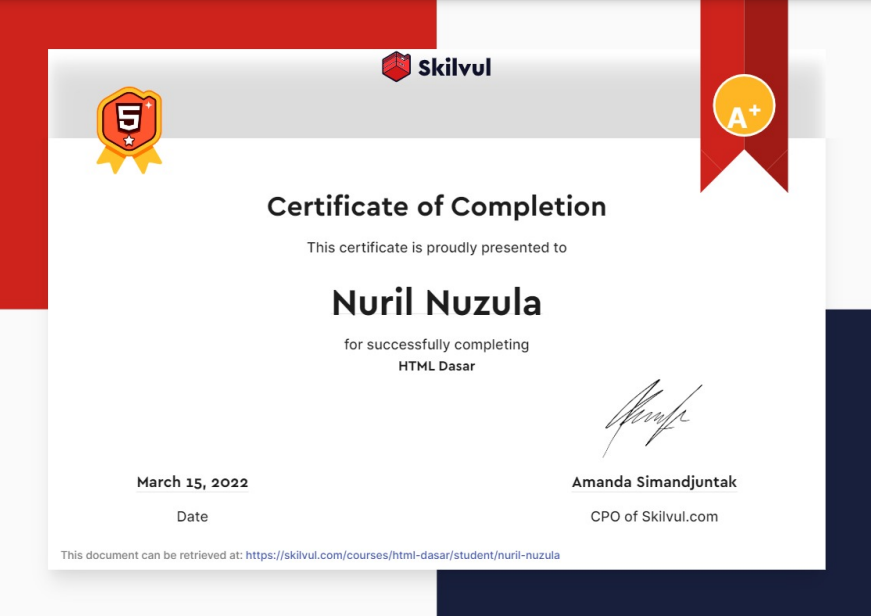 Skilvul
5
A+
Certificate of Completion
This certificate is proudly presented to
Nuril Nuzula
for successfully completing
HTML Dasar
March 15, 2022
Amanda Simandjuntak
Date
CPO of Skilvul.com
This document can be retrieved at: https://skilvul.com/courses/html-dasar/student/nuril-nuzula